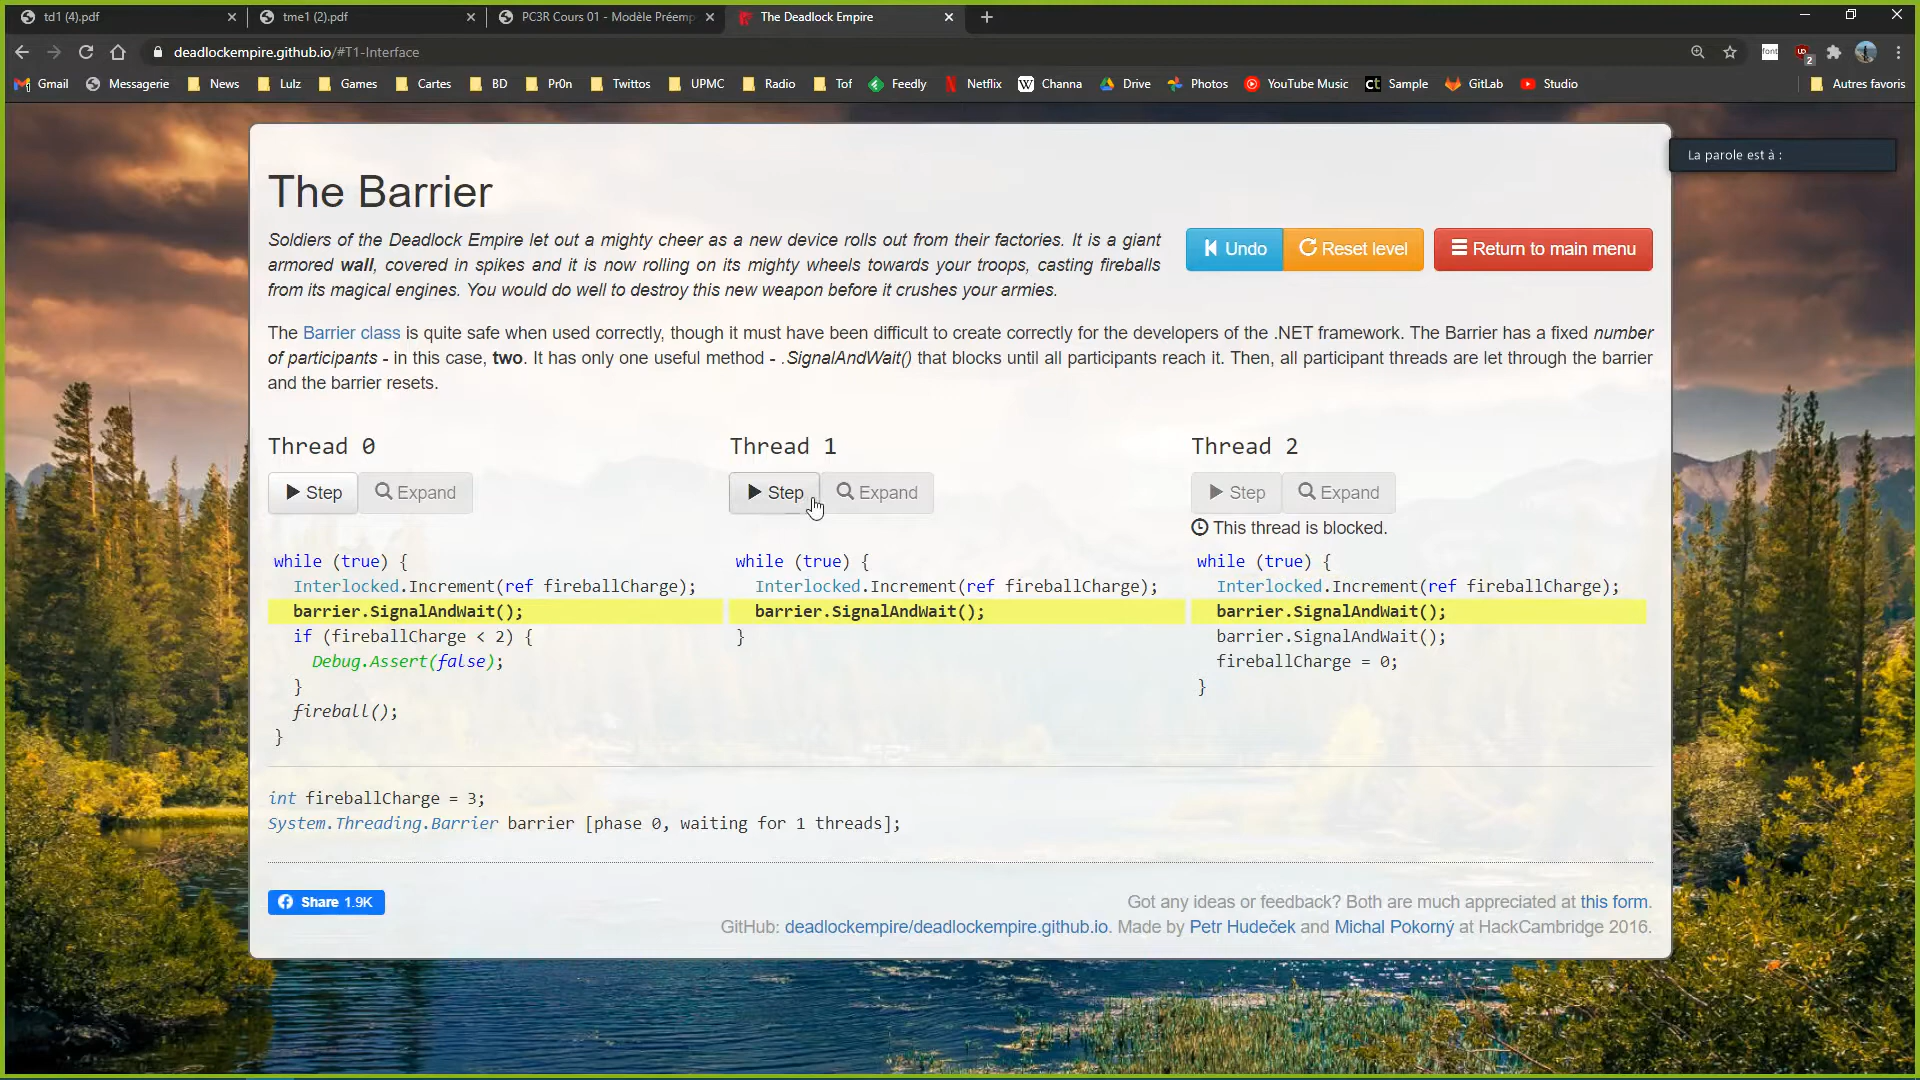 td1 (4).pdf
tme1 (2).pdf
PC3R Cours 01 - Modèle Préemp
The Deadlock Empire
deadlockempire.github.io/#T1-Interface
font
2
Gmail Messagerie News Lulz Games Cartes BD Pr0n Twittos UPMC Radio Tof Feedly Netflix W Channa Drive Photos YouTube Music ct Sample GitLab Studio Autres favoris
La parole est à :
The Barrier
Soldiers of the Deadlock Empire let out a mighty cheer as a new device rolls out from their factories. It is a giant
armored wall, covered in spikes and it is now rolling on its mighty wheels towards your troops, casting fireballs
from its magical engines. You would do well to destroy this new weapon before it crushes your armies.
Undo Reset level Return to main menu
The Barrier class is quite safe when used correctly, though it must have been difficult to create correctly for the developers of the .NET framework. The Barrier has a fixed number
of participants - in this case, two. It has only one useful method - .SignalAndWait() that blocks until all participants reach it. Then, all participant threads are let through the barrier
and the barrier resets.
Thread 0
Step Expand
while (true) {
Interlocked.Increment(ref fireballCharge);
barrier.SignalAndWait();
if (fireballCharge < 2) {
Debug.Assert(false);
}
fireball();
}
Thread 1
Step Expand
while (true) {
Interlocked.Increment(ref fireballCharge);
barrier.SignalAndWait();
}
Thread 2
Step Expand
This thread is blocked.
while (true) {
Interlocked.Increment(ref fireballCharge);
barrier.SignalAndWait();
barrier.SignalAndWait();
fireballCharge = 0;
}
int fireballCharge = 3;
System.Threading.Barrier barrier [phase 0, waiting for 1 threads];
Share 1.9K
Got any ideas or feedback? Both are much appreciated at this form.
GitHub: deadlockempire/deadlockempire.github.io. Made by Petr Hudeček and Michal Pokorný at HackCambridge 2016.